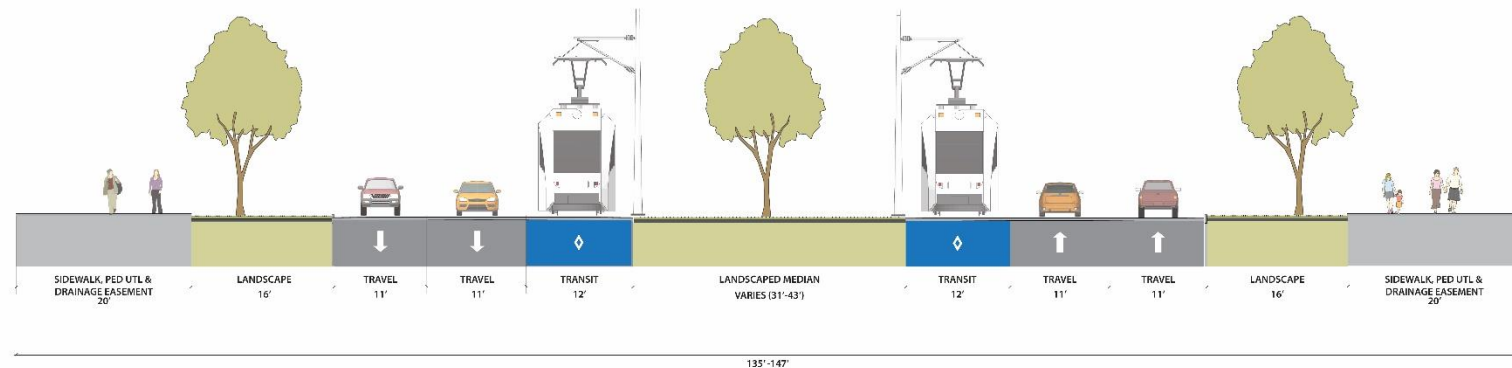 SIDEWALK, PED UTL &
DRAINAGE EASEMENT
20'
LANDSCAPE
16'
TRAVEL
11'
TRAVEL
11'
TRANSIT
12'
LANDSCAPED MEDIAN
VARIES (31'-43')
TRANSIT
12'
TRAVEL
11'
TRAVEL
11'
LANDSCAPE
16'
SIDEWALK, PED UTL &
DRAINAGE EASEMENT
20'
135'-147'